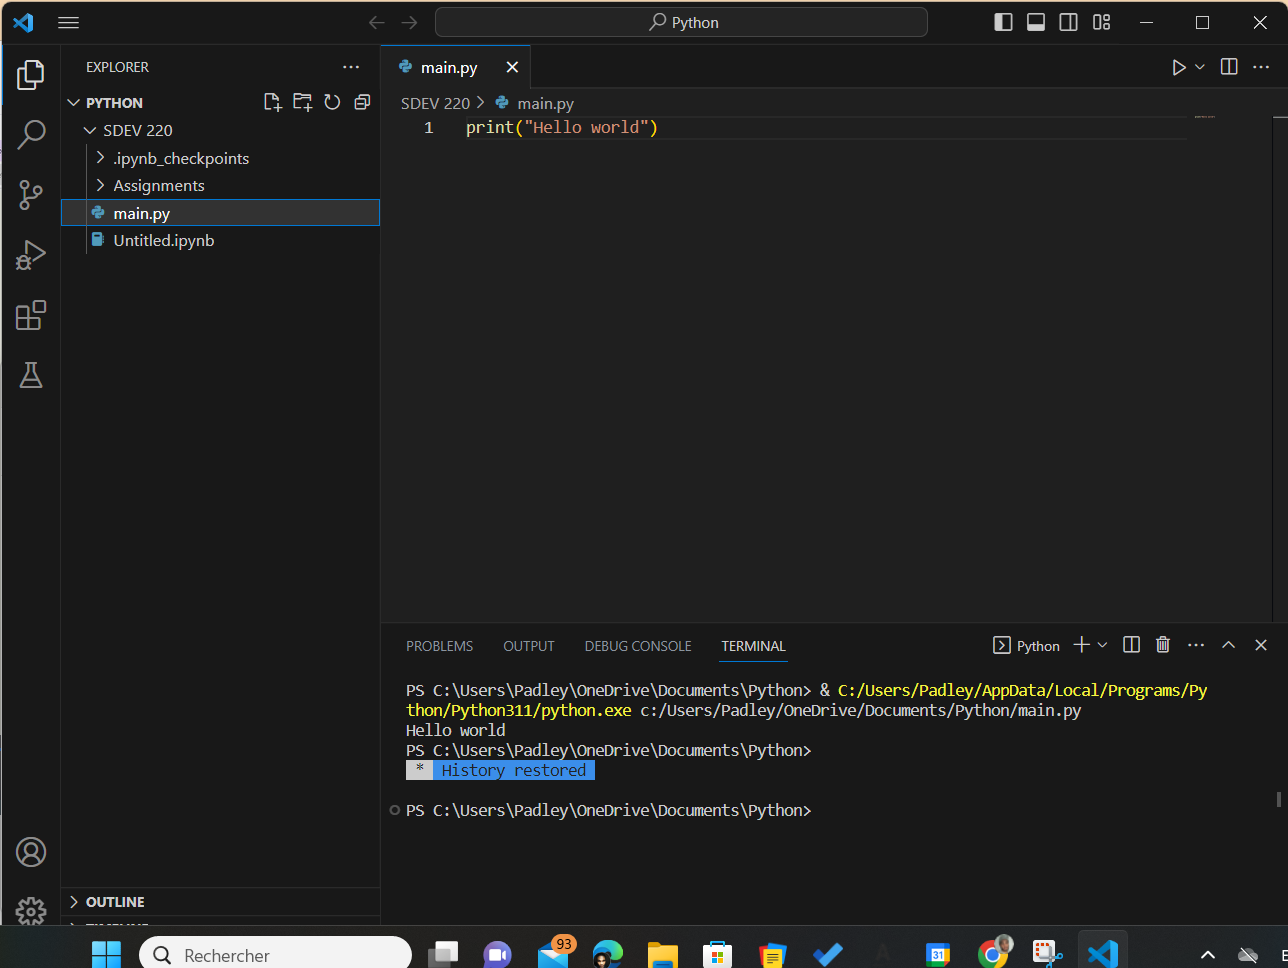 Python
EXPLORER
PYTHON
SDEV 220
.ipynb_checkpoints
Assignments
main.py
Untitled.ipynb
OUTLINE
main.py
SDEV 220 > main.py
1 print("Hello world")
PROBLEMS OUTPUT DEBUG CONSOLE TERMINAL
Python
PS C:\Users\Padley\OneDrive\Documents\Python> & C:/Users/Padley/AppData/Local/Programs/Py
thon/Python311/python.exe c:/Users/Padley/OneDrive/Documents/Python/main.py
Hello world
PS C:\Users\Padley\OneDrive\Documents\Python>
* History restored
PS C:\Users\Padley\OneDrive\Documents\Python>
Rechercher
93
31